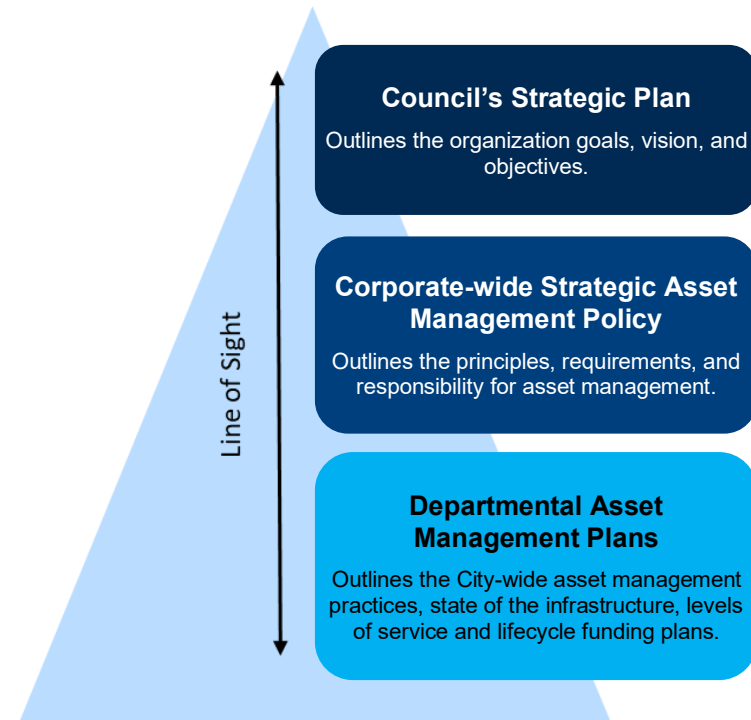 Council’s Strategic Plan
Outlines the organization goals, vision, and
objectives.
Corporate-wide Strategic Asset
Management Policy
Outlines the principles, requirements, and
responsibility for asset management.
Line of Sight
Departmental Asset
Management Plans
Outlines the City-wide asset management
practices, state of the infrastructure, levels
of service and lifecycle funding plans.